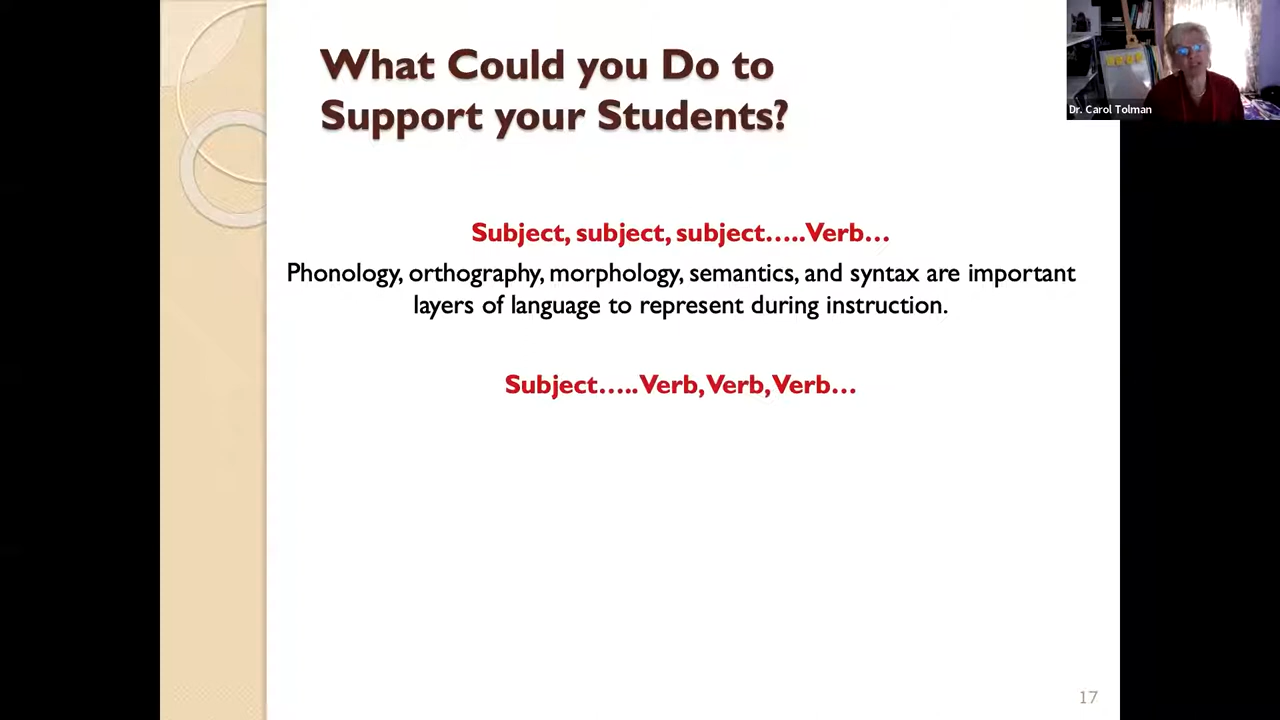 What Could you Do to
Support your Students?
Dr. Carol Tolman
Subject, subject, subject…..Verb…
Phonology, orthography, morphology, semantics, and syntax are important
layers of language to represent during instruction.
Subject…..Verb, Verb, Verb…
17